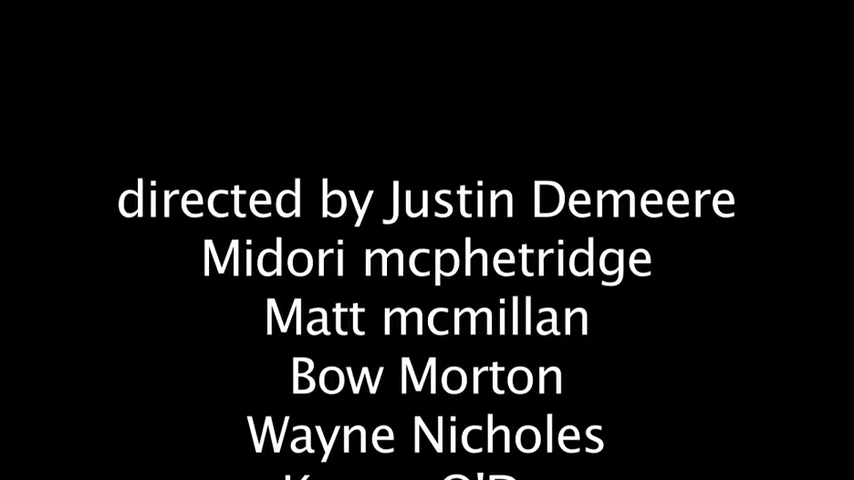 directed by Justin Demeere
Midori mcphetridge
Matt mcmillan
Bow Morton
Wayne Nicholes